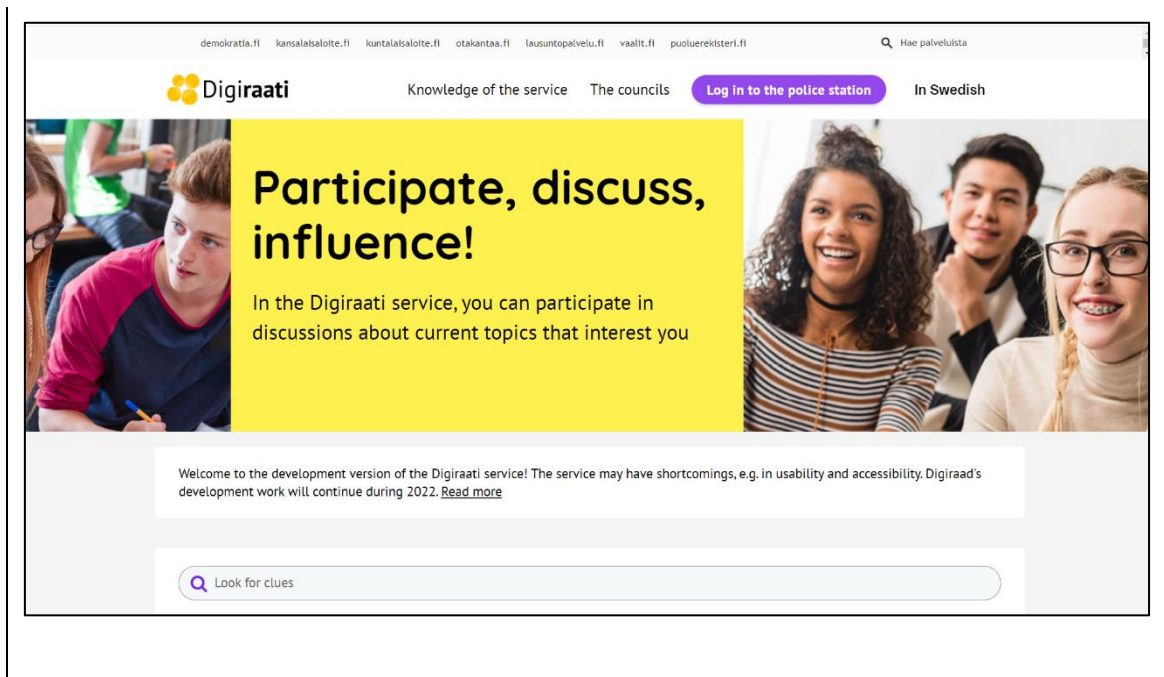 demokratia.fi kansalaisaloite.fi kuntalaisaloite.fi otakantaa.fi lausuntopalvelu.fi vaalit.fi puoluerekisteri.fi Hae palveluista
Digiraati Knowledge of the service The councils Log in to the police station In Swedish
Participate, discuss,
influence!
In the Digiraati service, you can participate in
discussions about current topics that interest you
Welcome to the development version of the Digiraati service! The service may have shortcomings, e.g. in usability and accessibility. Digiraad's
development work will continue during 2022. Read more
Look for clues